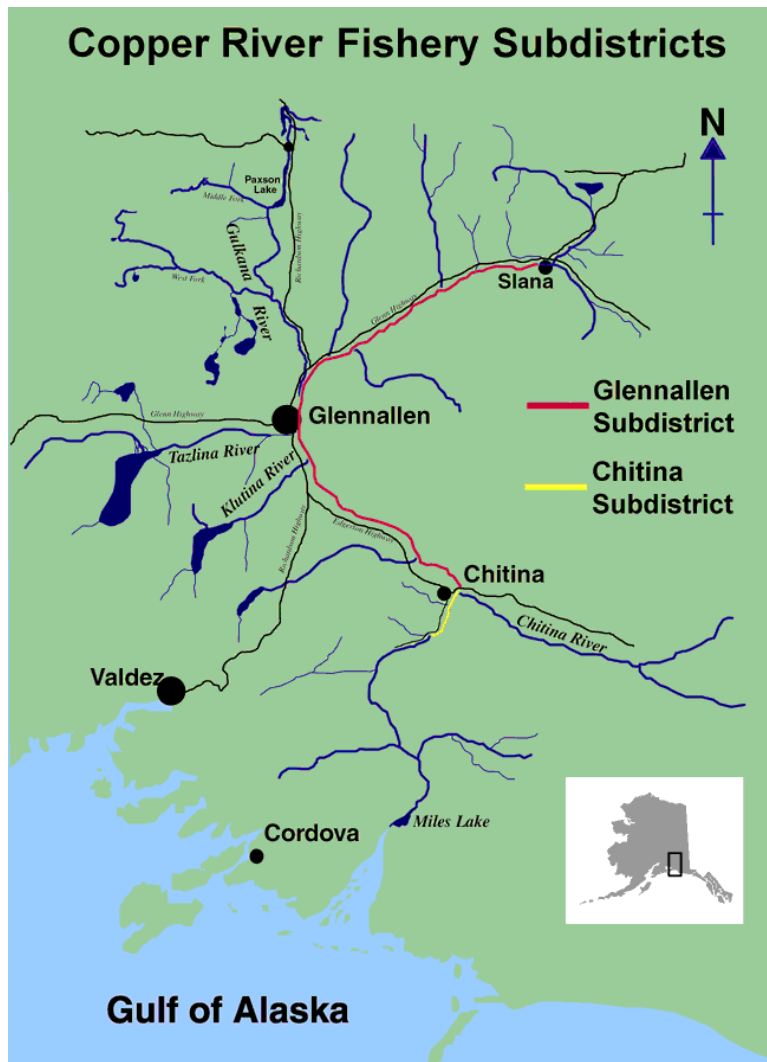 Copper River Fishery Subdistricts
N
Paxson
Lake
Middle Fork
Gulkana
Richardson Highway
West Fork
River
Slana
Glenn Highway
Glennallen
Subdistrict
Glenn Highway
Glennallen
Tazlina River
Klutina River
Chitina
Subdistrict
Edgerton Highway
Richardson Highway
Chitina
Chitina River
Valdez
Miles Lake
Cordova
Gulf of Alaska